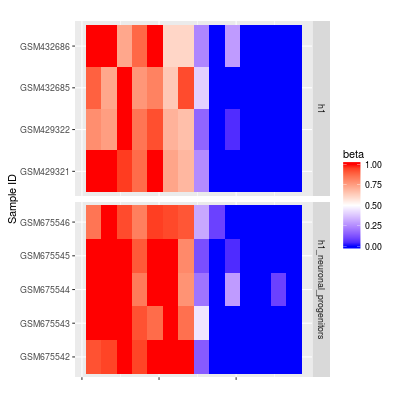 Sample ID
GSM432686
GSM432685
GSM429322
GSM429321
h1
GSM675546
GSM675545
GSM675544
GSM675543
GSM675542
h1_neuronal_progenitors
beta
1.00
0.75
0.50
0.25
0.00